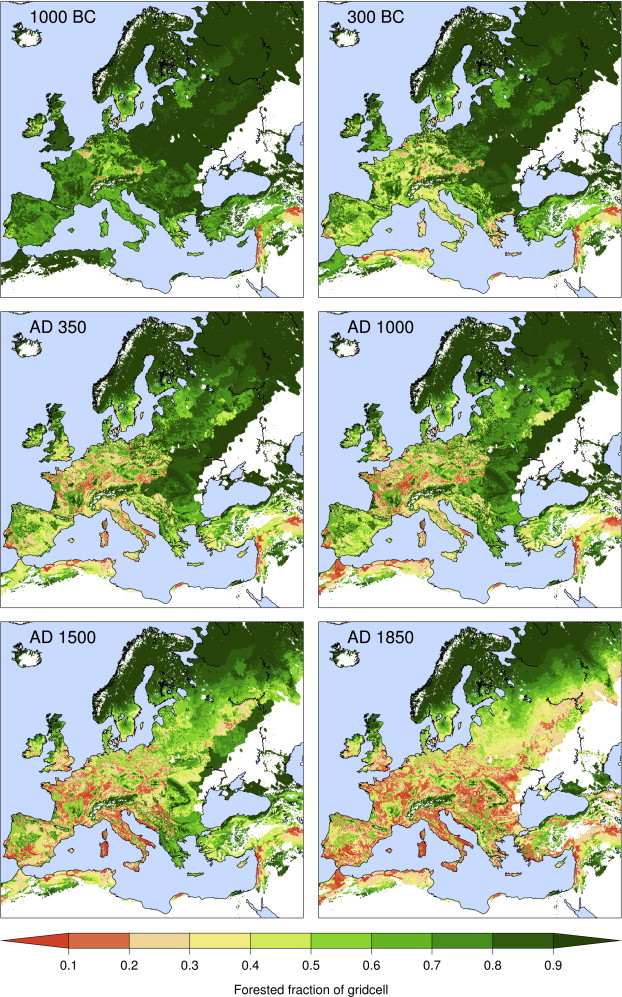 1000 BC
300 BC
AD 350
AD 1000
AD 1500
AD 1850
0.1 0.2 0.3 0.4 0.5 0.6 0.7 0.8 0.9
Forested fraction of gridcell